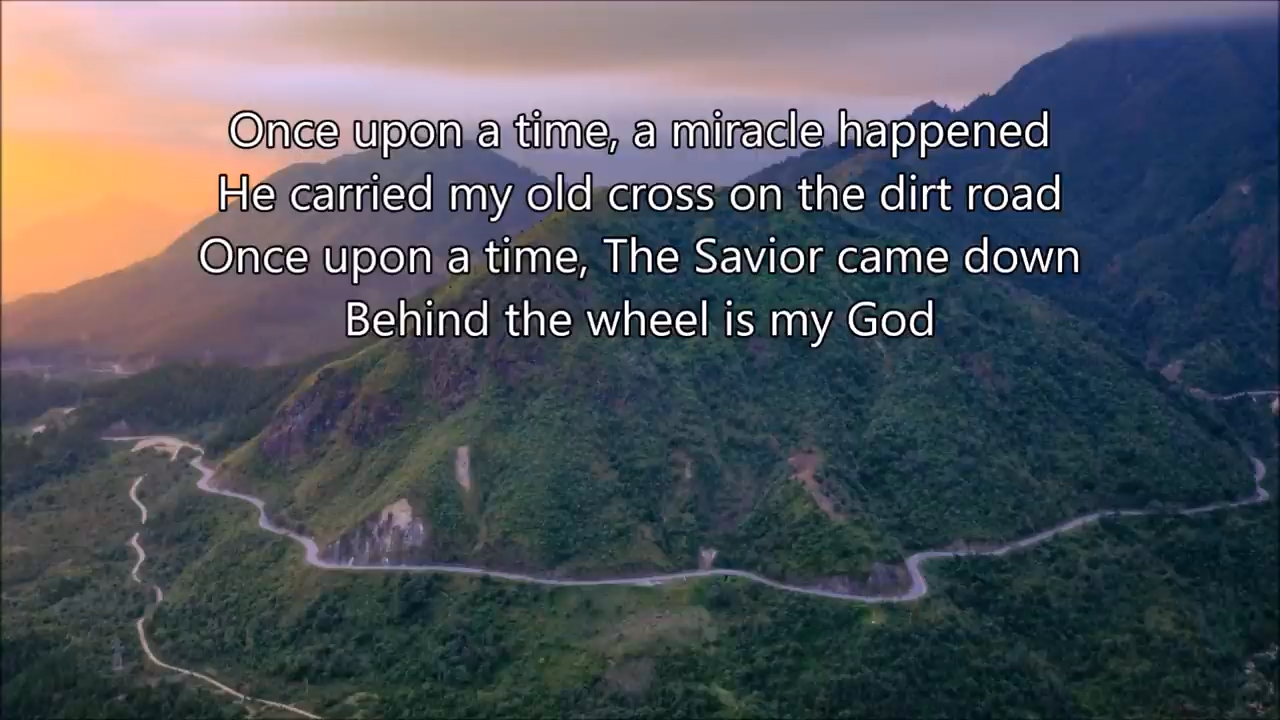 Once upon a time, a miracle happened
He carried my old cross on the dirt road
Once upon a time, The Savior came down
Behind the wheel is my God